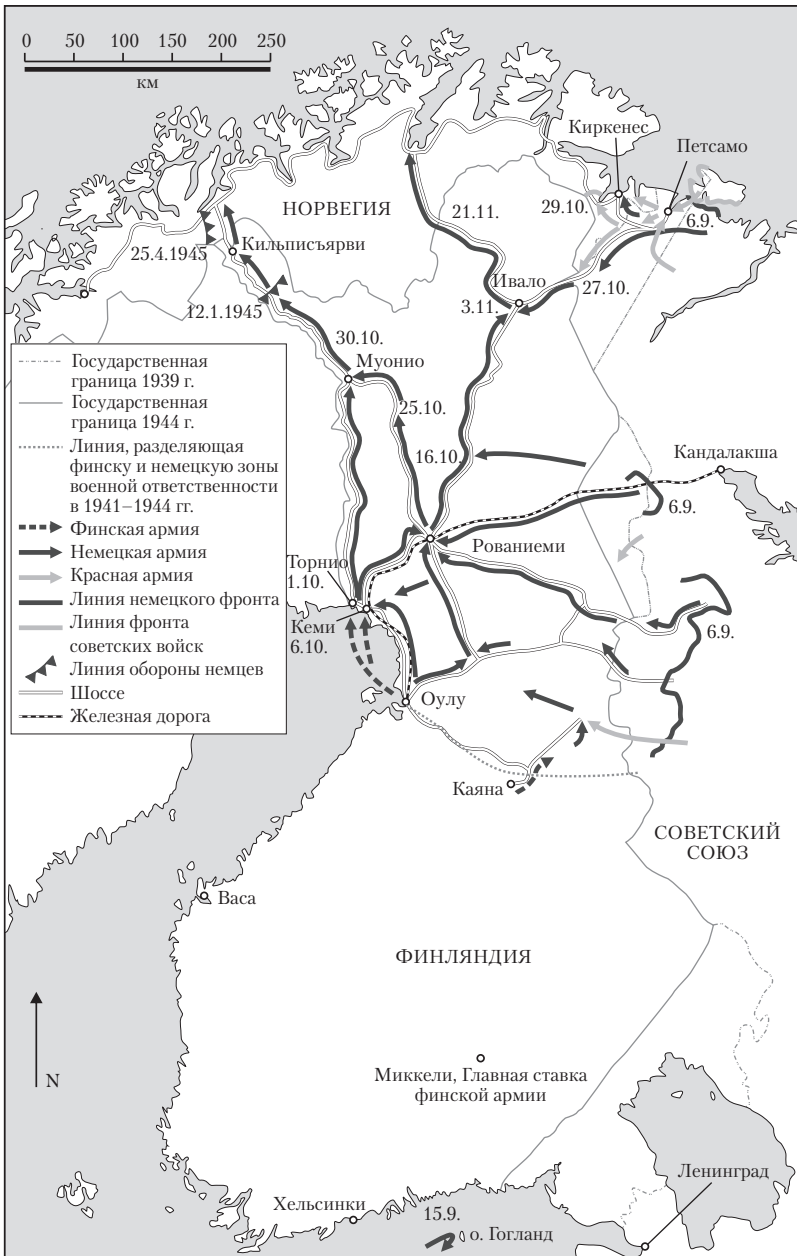 0 50 100 150 200 250
км
Киркенес
Петсамо
НОРВЕГИЯ
21.11.
29.10.
6.9.
25.4.1945
Кильписъярви
Ивало
27.10.
12.1.1945
3.11.
30.10.
Муонио
25.10.
16.10.
Кандалакша
6.9.
Рованиеми
Торнио
1.10.
Кеми
6.10.
6.9.
Оулу
Каяна
Государственная
граница 1939 г.
Государственная
граница 1944 г.
Линия, разделяющая
финску и немецкую зоны
военной ответственности
в 1941–1944 гг.
Финская армия
Немецкая армия
Красная армия
Линия немецкого фронта
Линия фронта
советских войск
Линия обороны немцев
Шоссе
Железная дорога
СОВЕТСКИЙ
СОЮЗ
Васа
ФИНЛЯНДИЯ
N
Миккели, Главная ставка
финской армии
Ленинград
Хельсинки
15.9.
о. Гогланд